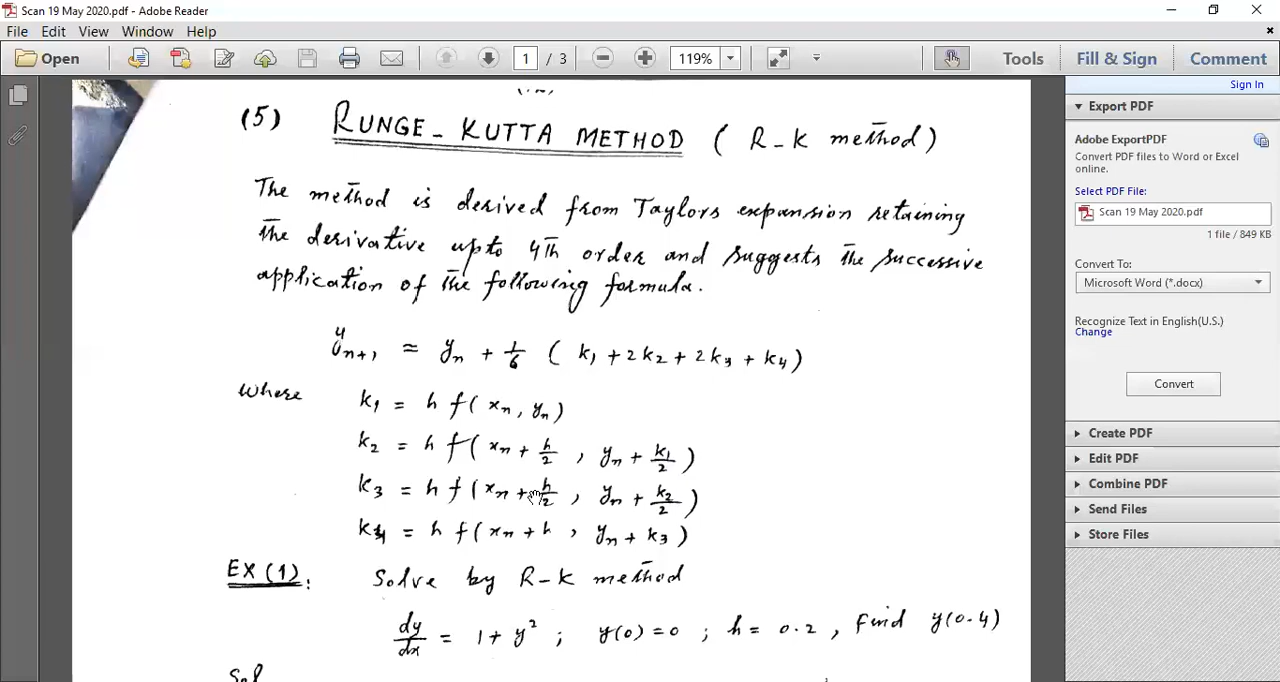 Scan 19 May 2020.pdf - Adobe Reader
File Edit View Window Help
Open 1 / 3 119% Tools Fill & Sign Comment
Sign In
(5) RUNGE-KUTTA METHOD ( R-K method)
The method is derived from Taylors expansion retaining
the derivative upto 4th order and suggests the successive
application of the following formula.
yₙ₊₁ ≈ yₙ + 1/6 ( k₁ + 2k₂ + 2k₃ + k₄)
where k₁ = h f( xₙ, yₙ)
k₂ = h f( xₙ + h/2 , yₙ + k₁/2 )
k₃ = h f( xₙ + h/2 , yₙ + k₂/2 )
k₄ = h f( xₙ + h , yₙ + k₃ )
EX (1): Solve by R-K method
dy/dx = 1 + y² ; y(0) = 0 ; h = 0.2 , Find y(0.4)
Sol
Export PDF
Adobe ExportPDF
Convert PDF files to Word or Excel
online.
Select PDF File:
Scan 19 May 2020.pdf
1 file / 849 KB
Convert To:
Microsoft Word (*.docx)
Recognize Text in English(U.S.)
Change
Convert
Create PDF
Edit PDF
Combine PDF
Send Files
Store Files